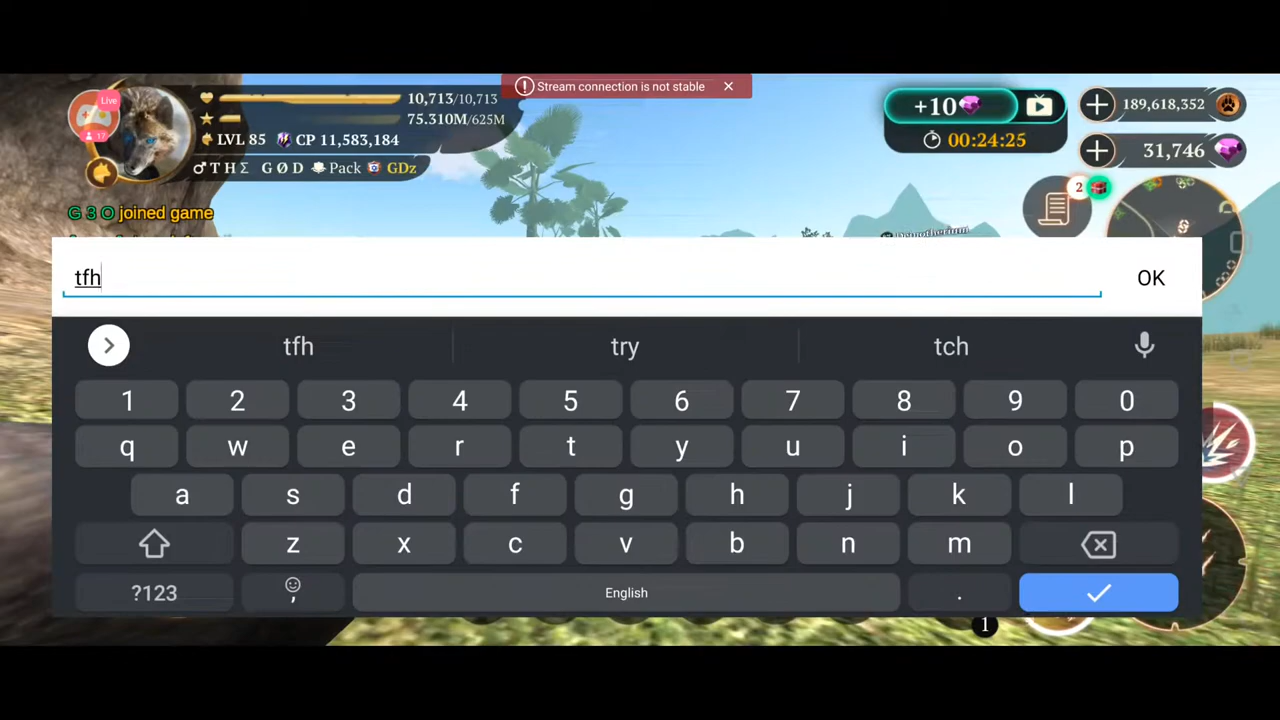 Stream connection is not stable
Live
17
10,713/10,713
75.310M/625M
LVL 85 CP 11,583,184
T H Σ G Ø D Pack GDz
+10
00:24:25
189,618,352
31,746
2
G 3 O joined game
Deinotherium
tfh
OK
tfh try tch
1 2 3 4 5 6 7 8 9 0
q w e r t y u i o p
a s d f g h j k l
z x c v b n m
?123 , English .
1